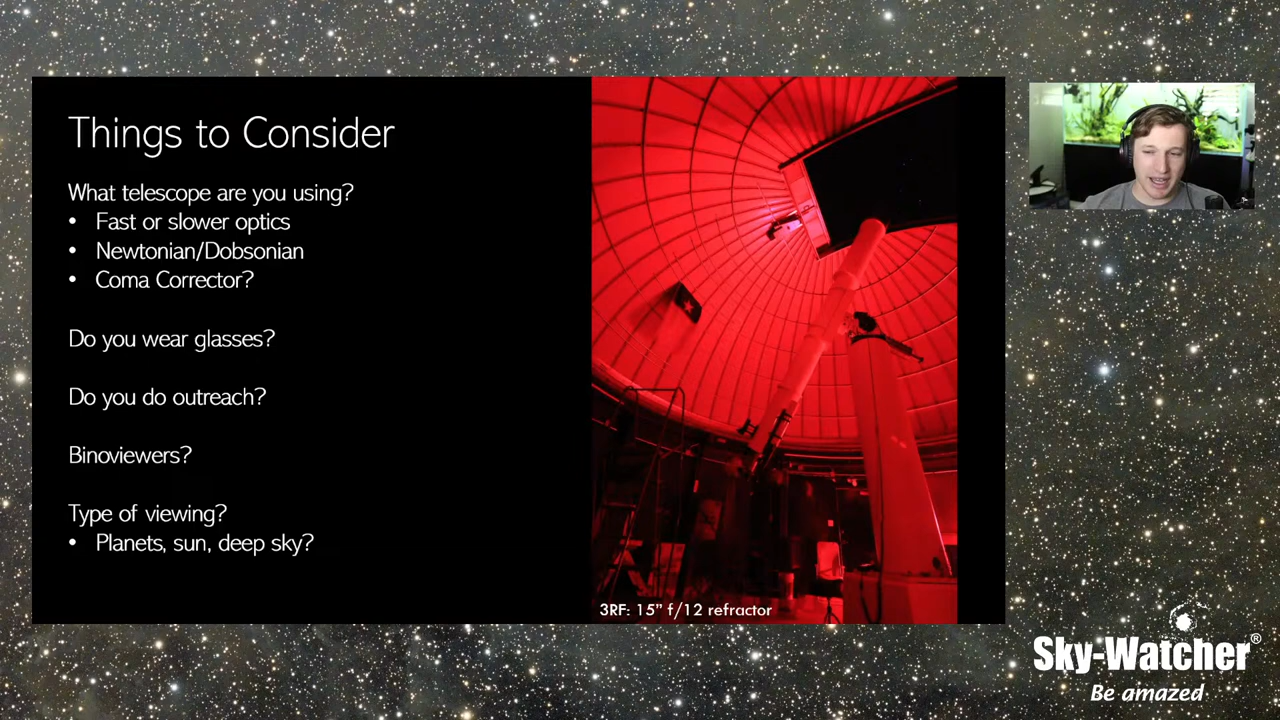 Things to Consider
What telescope are you using?
• Fast or slower optics
• Newtonian/Dobsonian
• Coma Corrector?
Do you wear glasses?
Do you do outreach?
Binoviewers?
Type of viewing?
• Planets, sun, deep sky?
3RF: 15” f/12 refractor
Sky-Watcher®
Be amazed